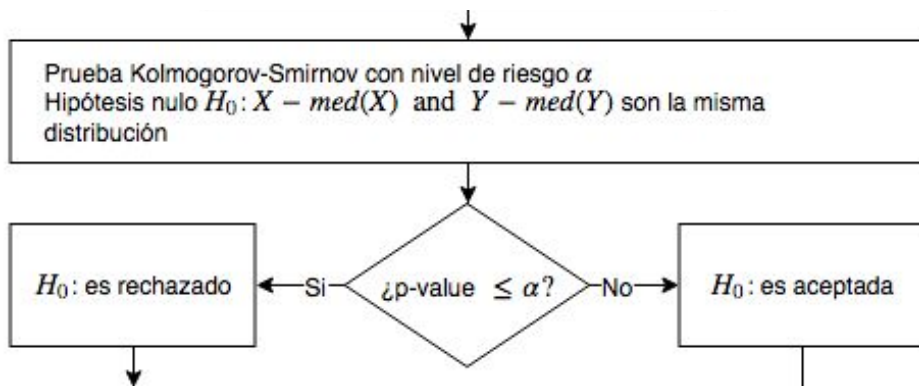 Prueba Kolmogorov-Smirnov con nivel de riesgo α
Hipótesis nulo H₀: X − med(X) and Y − med(Y) son la misma
distribución
H₀: es rechazado
Si
¿p-value ≤ α?
No
H₀: es aceptada